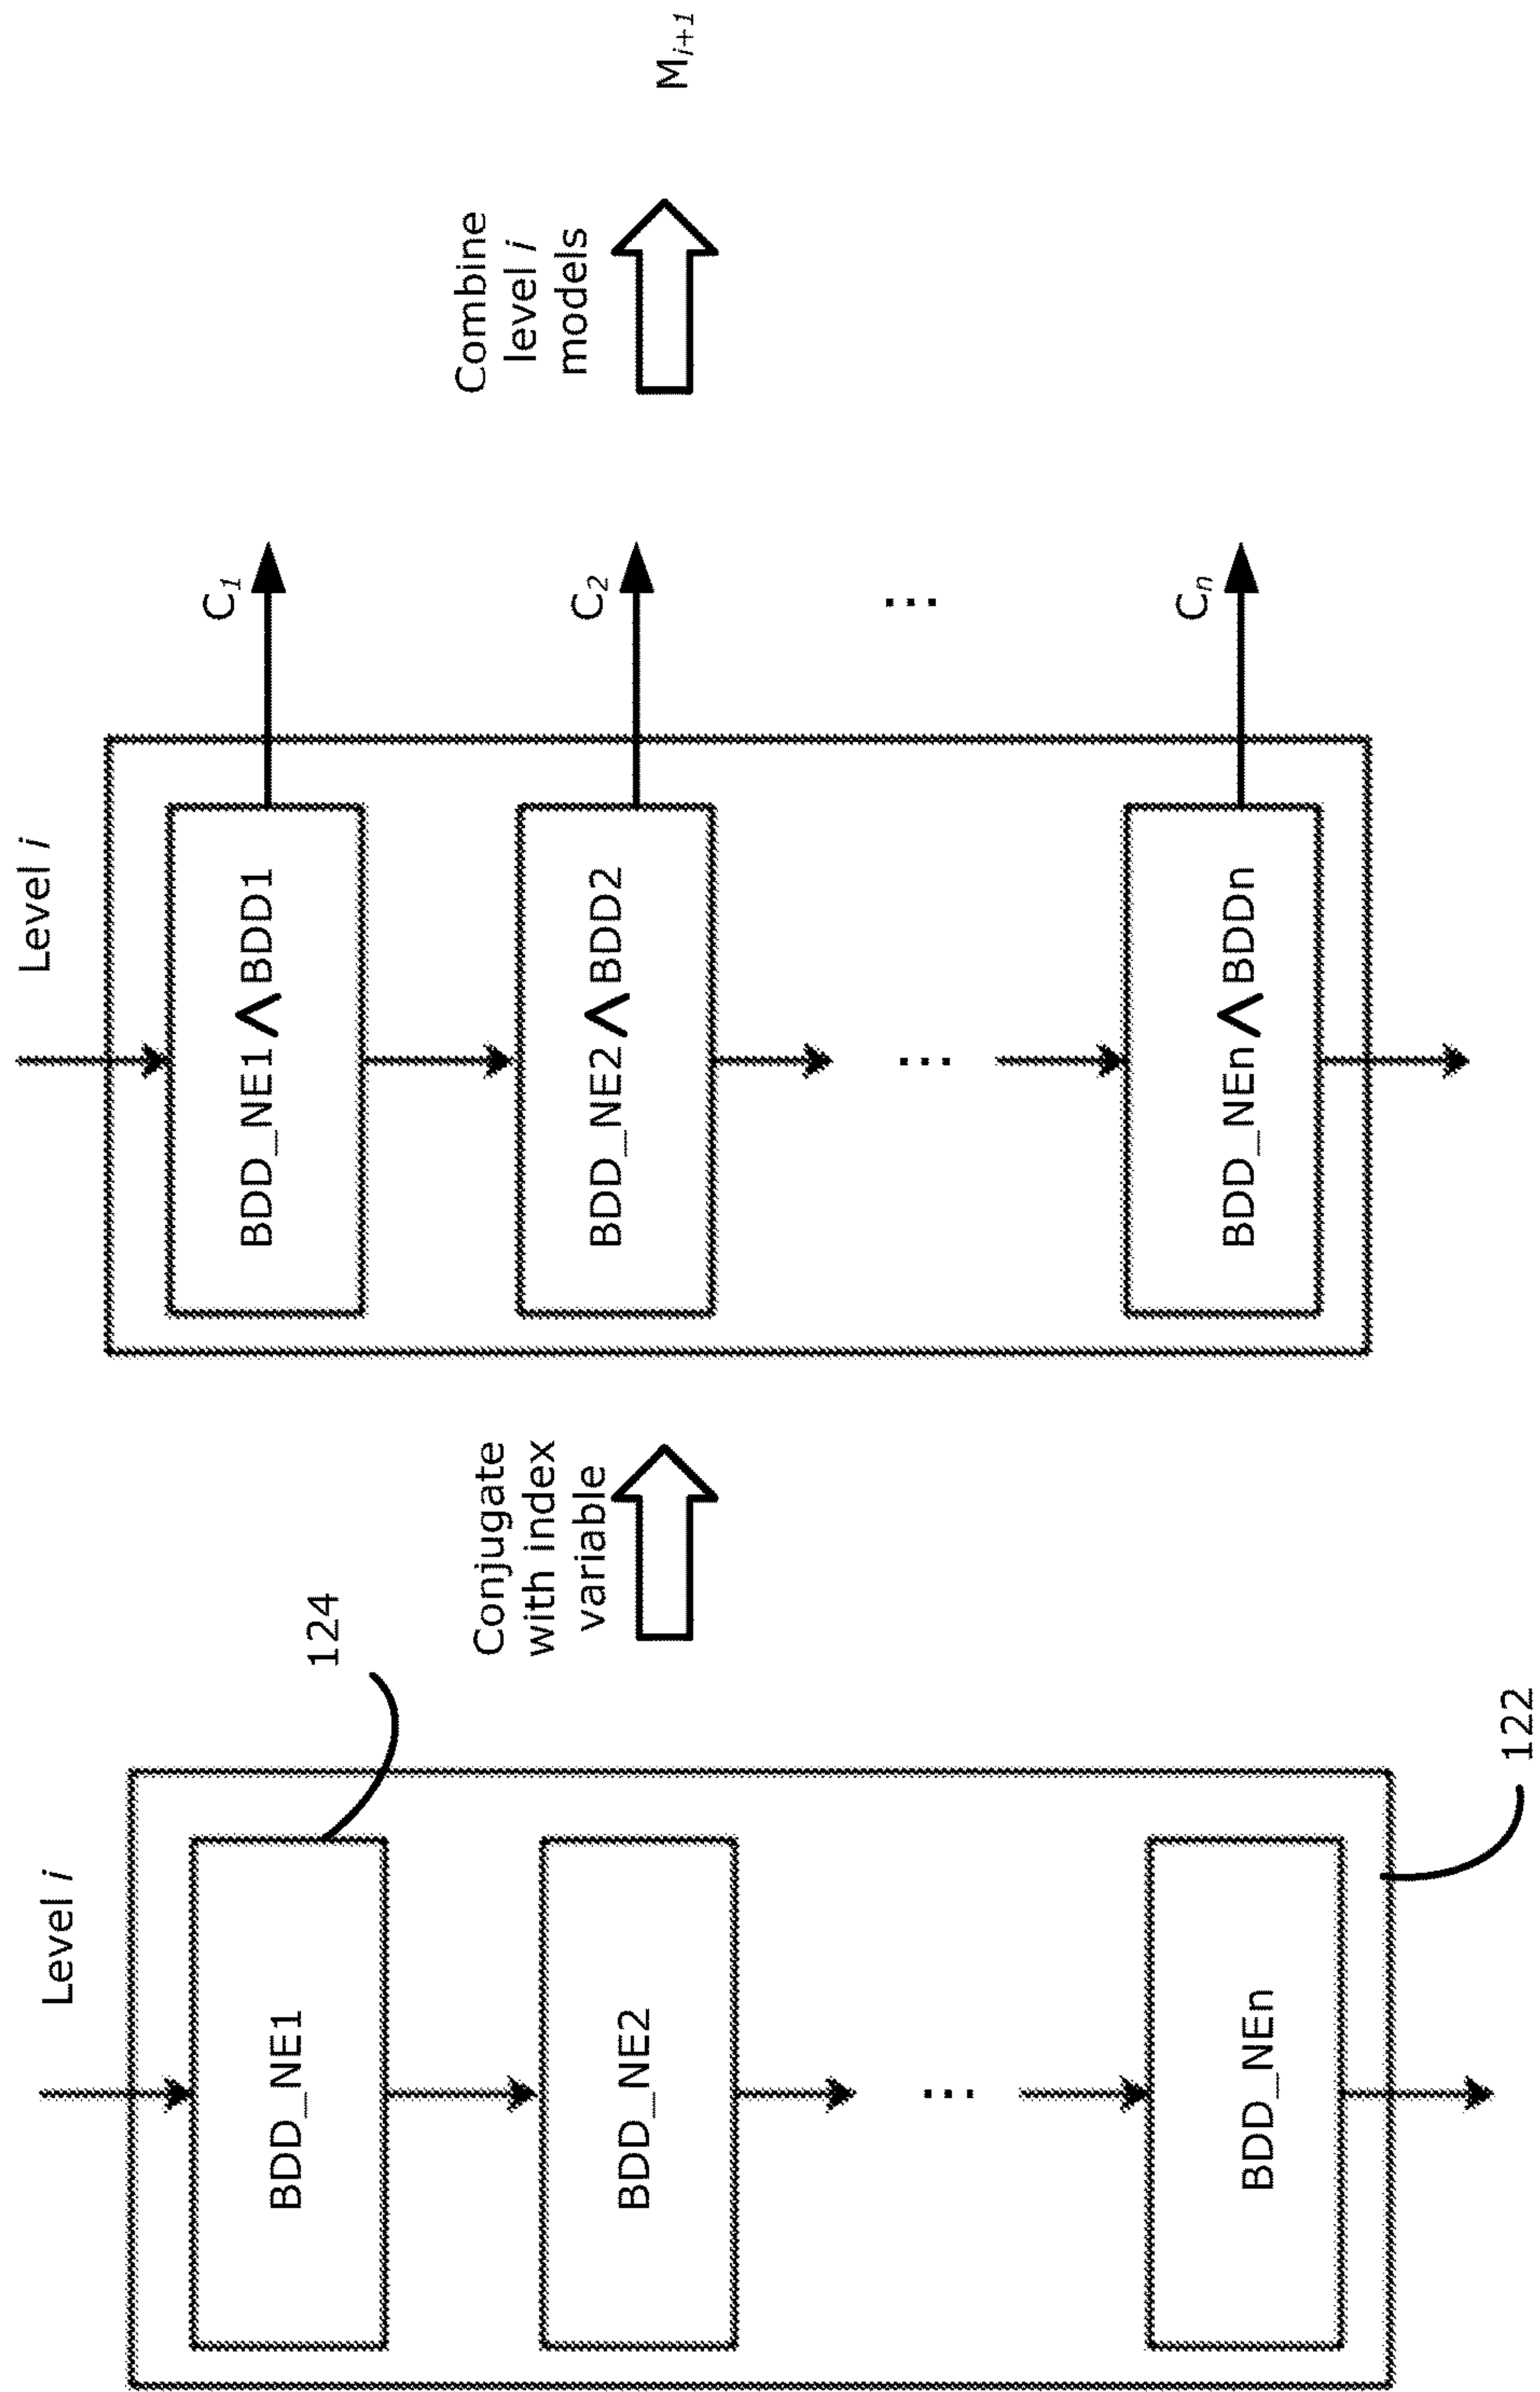 Level i
BDD_NE1
BDD_NE2
...
BDD_NEn
124
122
Conjugate
with index
variable
Level i
BDD_NE1∧BDD1
BDD_NE2∧BDD2
...
BDD_NEn∧BDDn
C1
C2
...
Cn
Combine
level i
models
Mi+1